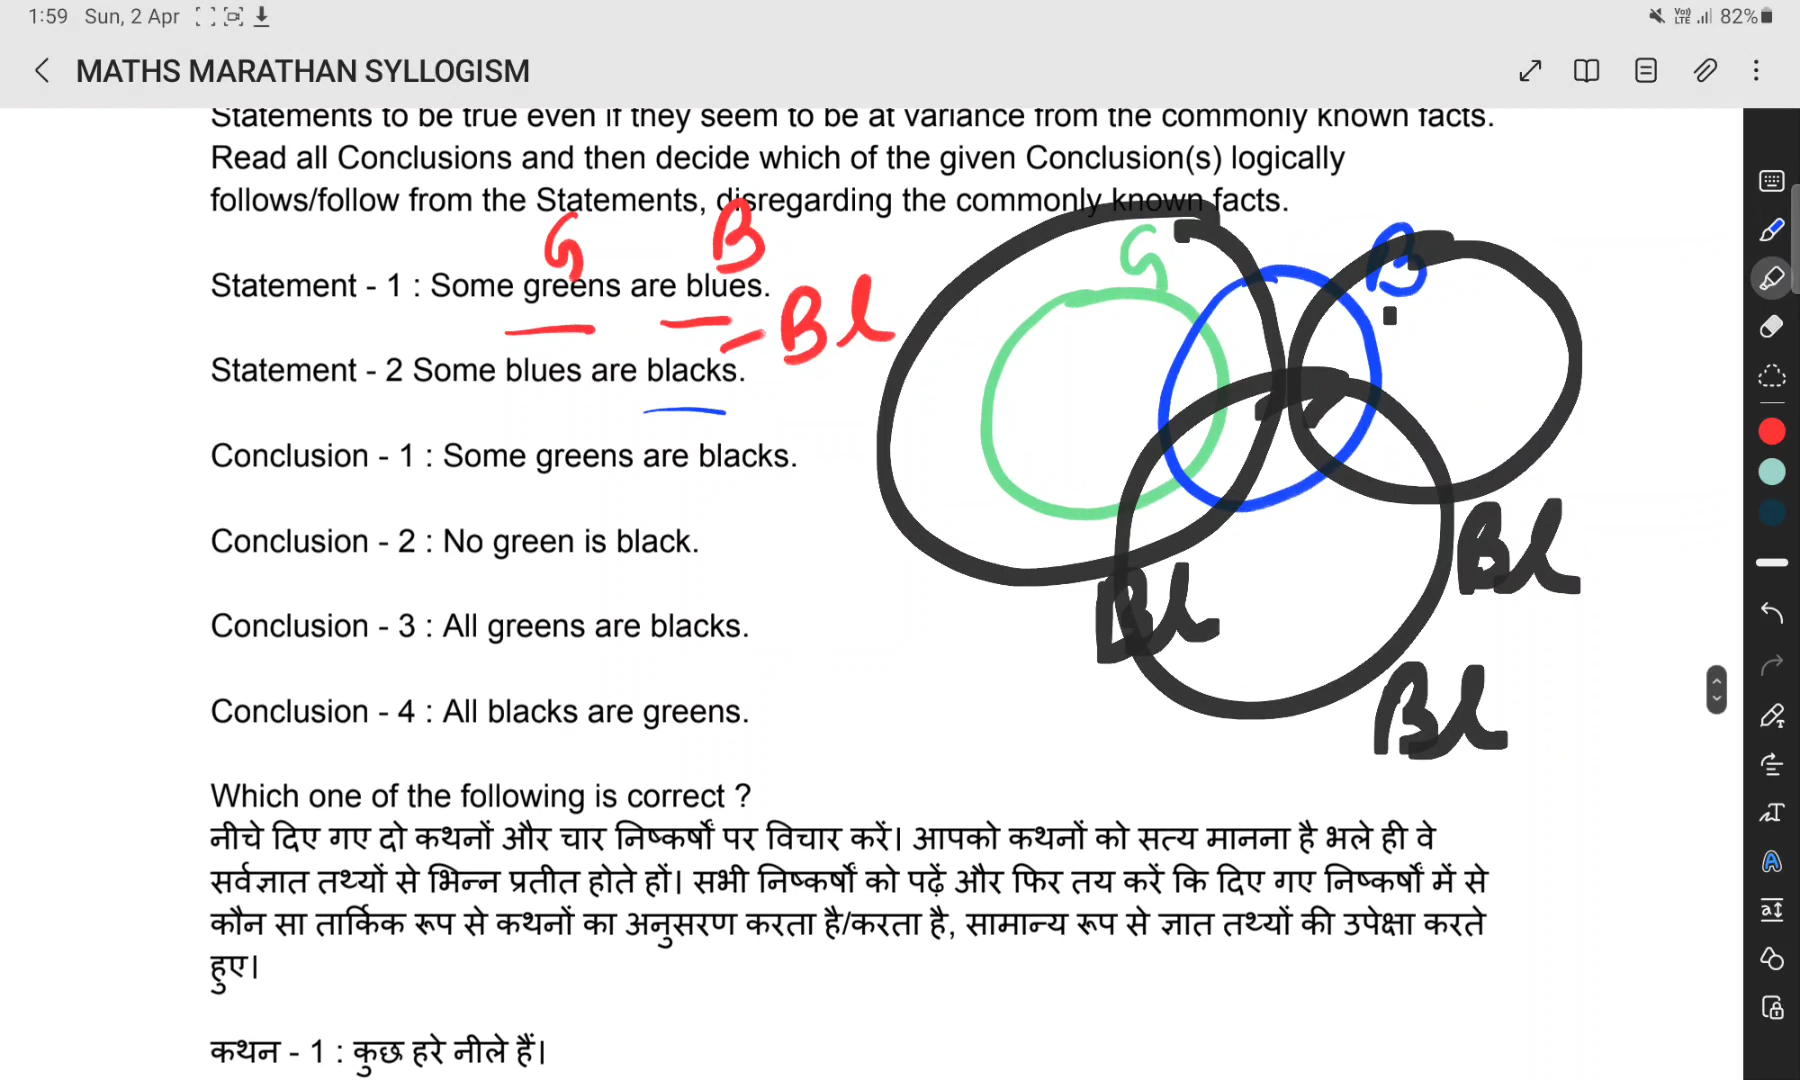 1:59 Sun, 2 Apr
82%
MATHS MARATHAN SYLLOGISM
Statements to be true even if they seem to be at variance from the commonly known facts.
Read all Conclusions and then decide which of the given Conclusion(s) logically
follows/follow from the Statements, disregarding the commonly known facts.
G B
G B
Statement - 1 : Some greens are blues.
Bl
Statement - 2 Some blues are blacks.
Conclusion - 1 : Some greens are blacks.
Bl
Conclusion - 2 : No green is black.
Bl
Conclusion - 3 : All greens are blacks.
Bl
Conclusion - 4 : All blacks are greens.
Which one of the following is correct ?
नीचे दिए गए दो कथनों और चार निष्कर्षों पर विचार करें। आपको कथनों को सत्य मानना है भले ही वे
सर्वज्ञात तथ्यों से भिन्न प्रतीत होते हों। सभी निष्कर्षों को पढ़ें और फिर तय करें कि दिए गए निष्कर्षों में से
कौन सा तार्किक रूप से कथनों का अनुसरण करता है/करता है, सामान्य रूप से ज्ञात तथ्यों की उपेक्षा करते
हुए।
कथन - 1 : कुछ हरे नीले हैं।